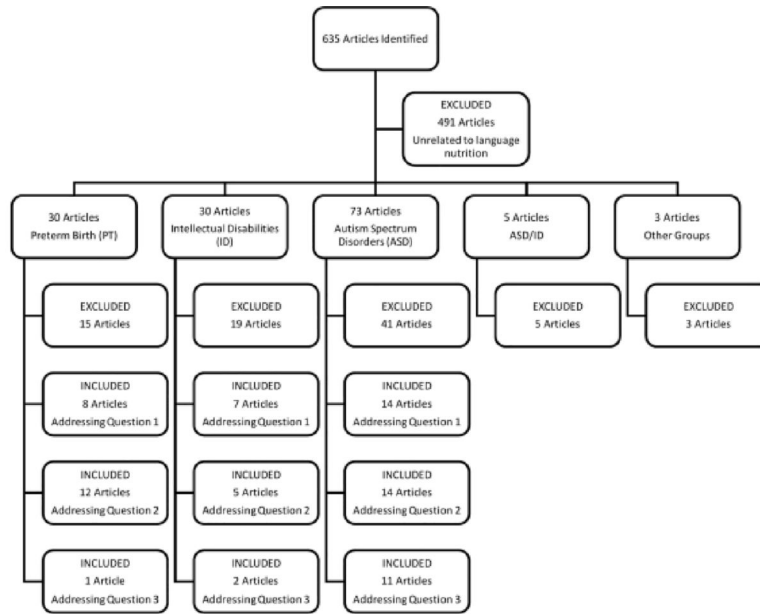 635 Articles Identified
EXCLUDED
491 Articles
Unrelated to language
nutrition
30 Articles
Preterm Birth (PT)
30 Articles
Intellectual Disabilities
(ID)
73 Articles
Autism Spectrum
Disorders (ASD)
5 Articles
ASD/ID
3 Articles
Other Groups
EXCLUDED
15 Articles
EXCLUDED
19 Articles
EXCLUDED
41 Articles
EXCLUDED
5 Articles
EXCLUDED
3 Articles
INCLUDED
8 Articles
Addressing Question 1
INCLUDED
7 Articles
Addressing Question 1
INCLUDED
14 Articles
Addressing Question 1
INCLUDED
12 Articles
Addressing Question 2
INCLUDED
5 Articles
Addressing Question 2
INCLUDED
14 Articles
Addressing Question 2
INCLUDED
1 Article
Addressing Question 3
INCLUDED
2 Articles
Addressing Question 3
INCLUDED
11 Articles
Addressing Question 3